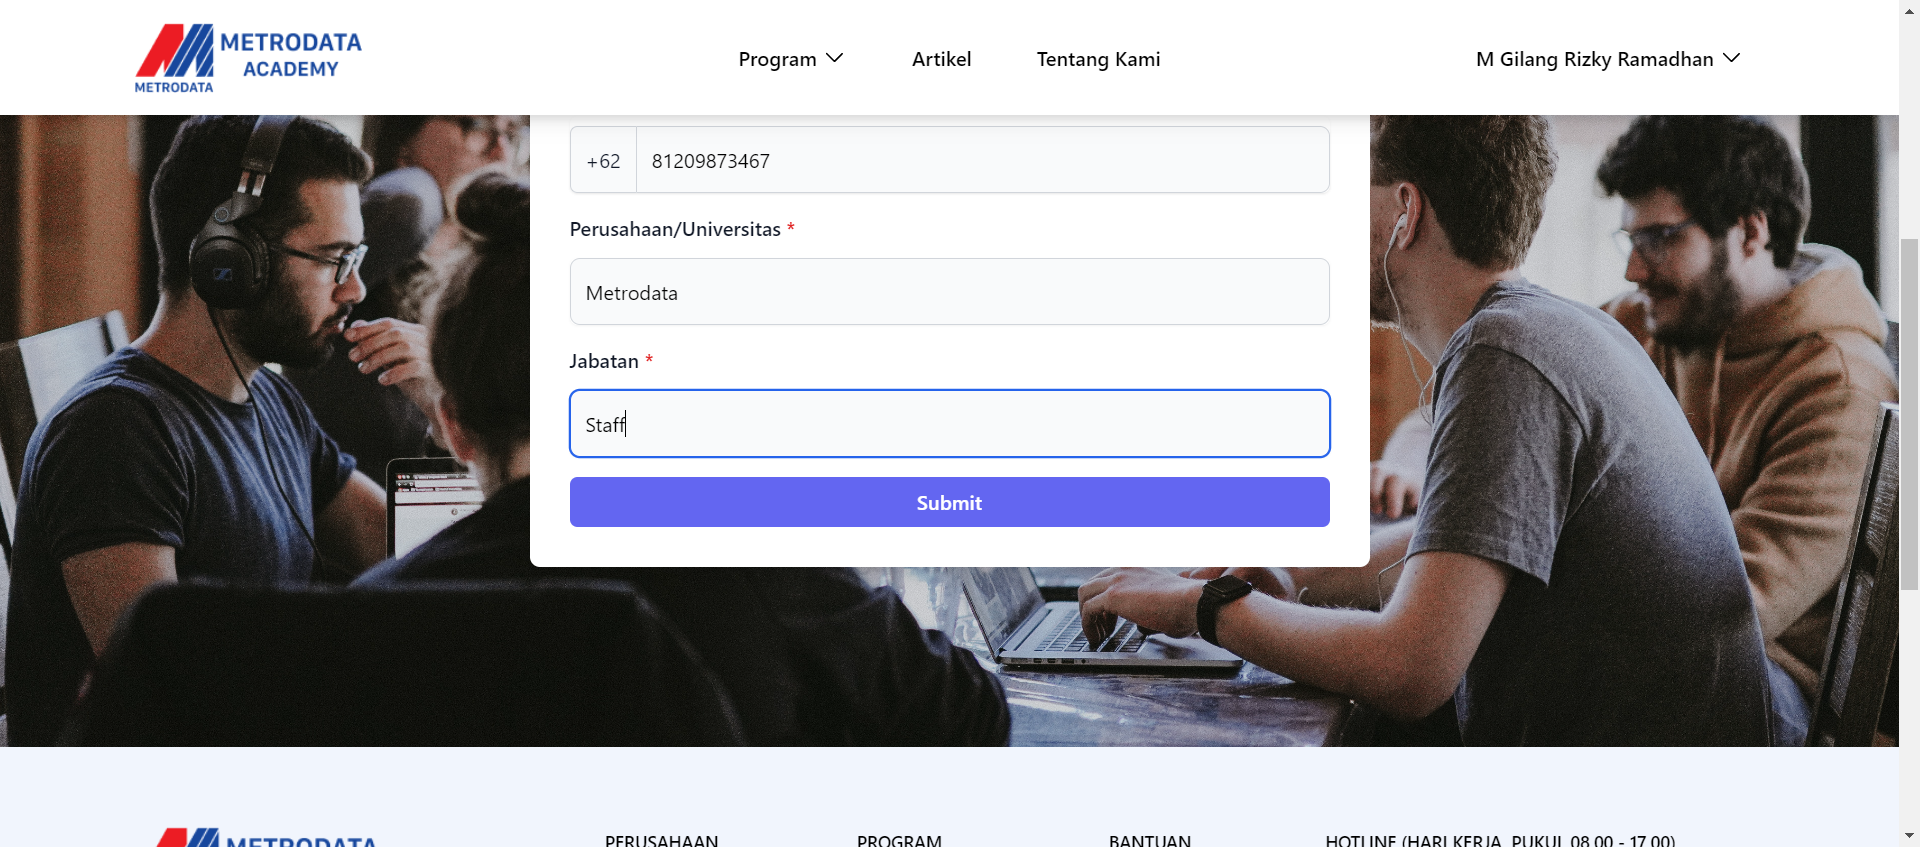 METRODATA
ACADEMY
METRODATA
Program
Artikel
Tentang Kami
M Gilang Rizky Ramadhan
+62
81209873467
Perusahaan/Universitas *
Metrodata
Jabatan *
Staff
Submit
METRODATA
PERUSAHAAN
PROGRAM
BANTUAN
HOTLINE (HARI KERJA, PUKUL 08.00 - 17.00)